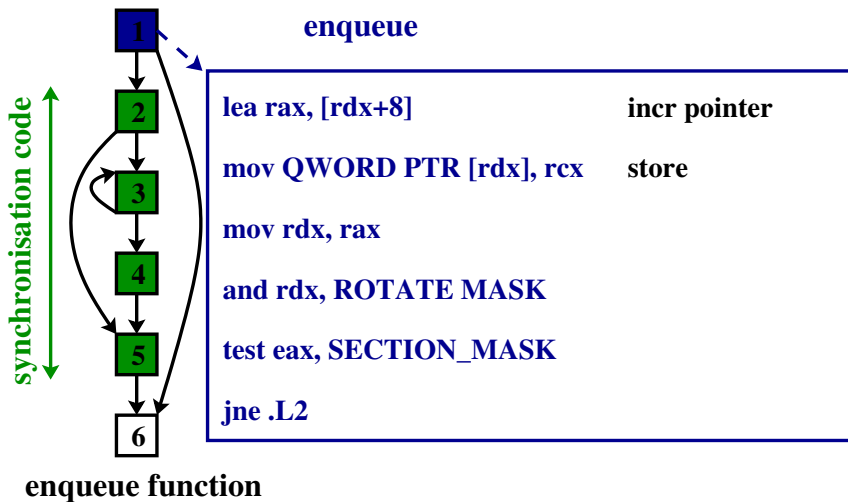 enqueue
1
2
3
4
5
6
synchronisation code
lea rax, [rdx+8] incr pointer
mov QWORD PTR [rdx], rcx store
mov rdx, rax
and rdx, ROTATE MASK
test eax, SECTION_MASK
jne .L2
enqueue function